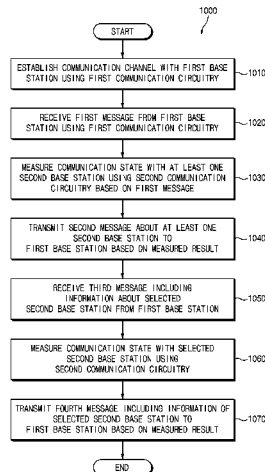 1000
START
ESTABLISH COMMUNICATION CHANNEL WITH FIRST BASE
STATION USING FIRST COMMUNICATION CIRCUITRY
1010
RECEIVE FIRST MESSAGE FROM FIRST BASE
STATION USING FIRST COMMUNICATION CIRCUITRY
1020
MEASURE COMMUNICATION STATE WITH AT LEAST ONE
SECOND BASE STATION USING SECOND COMMUNICATION
CIRCUITRY BASED ON FIRST MESSAGE
1030
TRANSMIT SECOND MESSAGE ABOUT AT LEAST ONE
SECOND BASE STATION TO
FIRST BASE STATION BASED ON MEASURED RESULT
1040
RECEIVE THIRD MESSAGE INCLUDING
INFORMATION ABOUT SELECTED
SECOND BASE STATION FROM FIRST BASE STATION
1050
MEASURE COMMUNICATION STATE WITH SELECTED
SECOND BASE STATION USING
SECOND COMMUNICATION CIRCUITRY
1060
TRANSMIT FOURTH MESSAGE INCLUDING INFORMATION OF
SELECTED SECOND BASE STATION TO
FIRST BASE STATION BASED ON MEASURED RESULT
1070
END